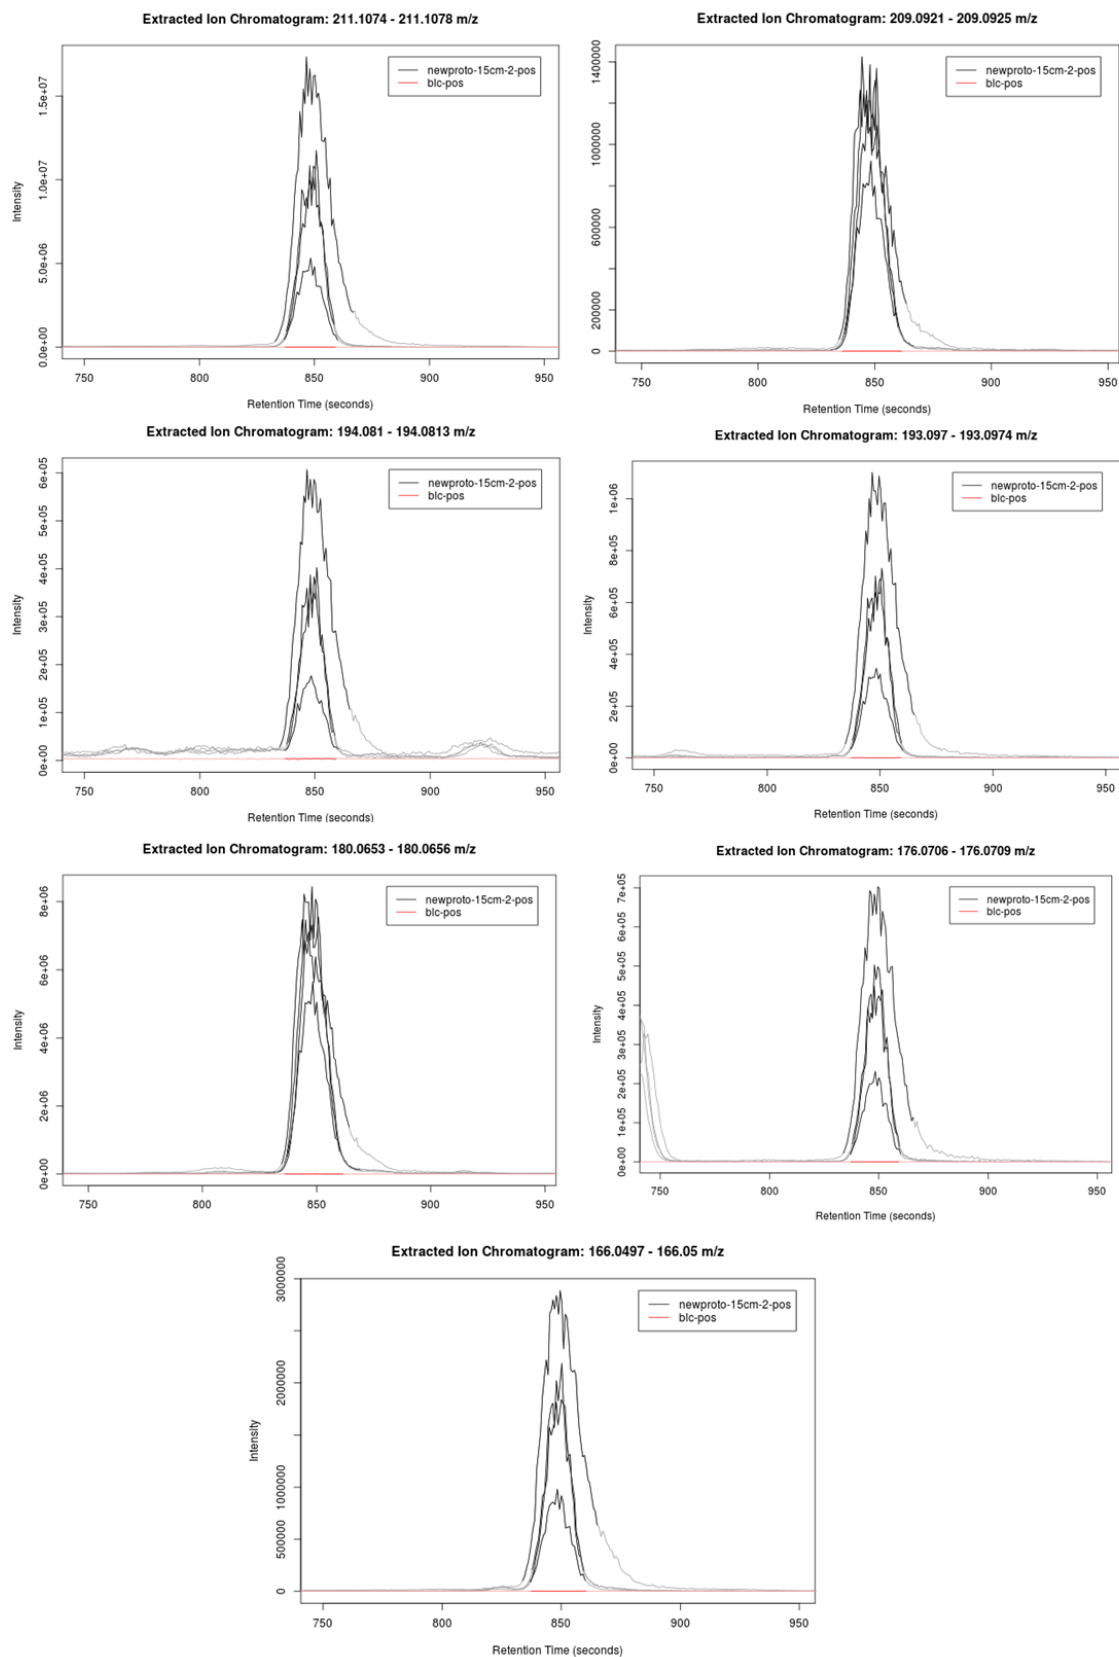 Extracted Ion Chromatogram: 211.1074 - 211.1078 m/z
newproto-15cm-2-pos
blc-pos
Intensity
0.0e+00
5.0e+06
1.0e+07
1.5e+07
750
800
850
900
950
Retention Time (seconds)
Extracted Ion Chromatogram: 209.0921 - 209.0925 m/z
newproto-15cm-2-pos
blc-pos
0
200000
600000
1000000
1400000
750
800
850
900
950
Retention Time (seconds)
Extracted Ion Chromatogram: 194.081 - 194.0813 m/z
newproto-15cm-2-pos
blc-pos
Intensity
0e+00
1e+05
2e+05
3e+05
4e+05
5e+05
6e+05
750
800
850
900
950
Retention Time (seconds)
Extracted Ion Chromatogram: 193.097 - 193.0974 m/z
newproto-15cm-2-pos
blc-pos
Intensity
0e+00
2e+05
4e+05
6e+05
8e+05
1e+06
750
800
850
900
950
Retention Time (seconds)
Extracted Ion Chromatogram: 180.0653 - 180.0656 m/z
newproto-15cm-2-pos
blc-pos
Intensity
0e+00
2e+06
4e+06
6e+06
8e+06
750
800
850
900
950
Extracted Ion Chromatogram: 176.0706 - 176.0709 m/z
newproto-15cm-2-pos
blc-pos
Intensity
0e+00
1e+05
2e+05
3e+05
4e+05
5e+05
6e+05
7e+05
750
800
850
900
950
Retention Time (seconds)
Extracted Ion Chromatogram: 166.0497 - 166.05 m/z
newproto-15cm-2-pos
blc-pos
Intensity
0
500000
1000000
2000000
3000000
750
800
850
900
950
Retention Time (seconds)